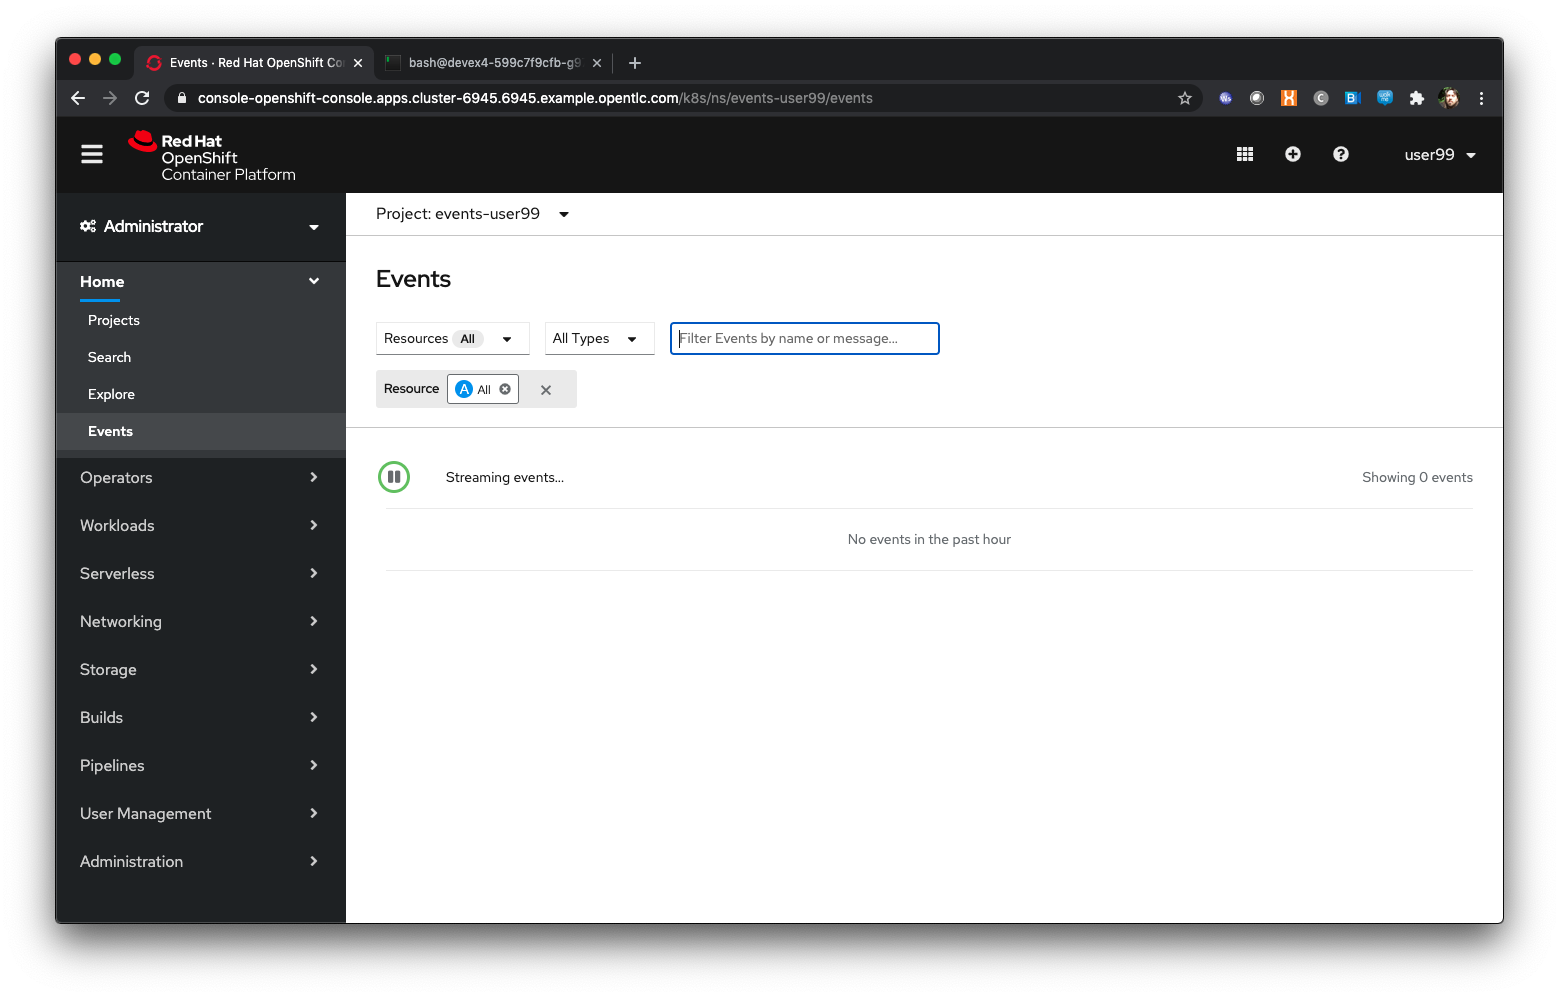 Events · Red Hat OpenShift Co
bash@devex4-599c7f9cfb-g9
console-openshift-console.apps.cluster-6945.6945.example.opentlc.com/k8s/ns/events-user99/events
Red Hat
OpenShift
Container Platform
user99
Administrator
Home
Projects
Search
Explore
Events
Operators
Workloads
Serverless
Networking
Storage
Builds
Pipelines
User Management
Administration
Project: events-user99
Events
Resources All
All Types
Filter Events by name or message...
Resource A All
Streaming events...
Showing 0 events
No events in the past hour